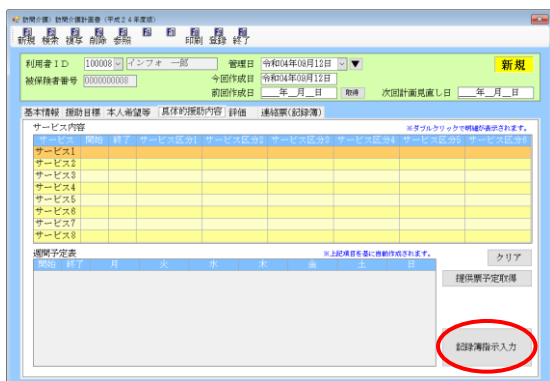 訪問介護)訪問介護計画書(平成24年度版)
新規 検索 複写 削除 参照 印刷 登録 終了
利用者ID 100008 インフォ 一郎 管理日 令和04年08月12日 ▼ 新規
被保険者番号 0000000008 今回作成日 令和04年08月12日
前回作成日 __年__月__日 取得 次回計画見直し日 __年__月__日
基本情報 援助目標 本人希望等 具体的援助内容 評価 連絡票(記録簿)
サービス内容 ※ダブルクリックで明細が表示されます。
サービス 開始 終了 サービス区分1 サービス区分2 サービス区分3 サービス区分4 サービス区分5 サービス区分6
サービス1
サービス2
サービス3
サービス4
サービス5
サービス6
サービス7
サービス8
週間予定表 ※上記項目を基に自動作成されます。 クリア
開始 終了 月 火 水 木 金 土 日
提供票予定取得
記録簿指示入力